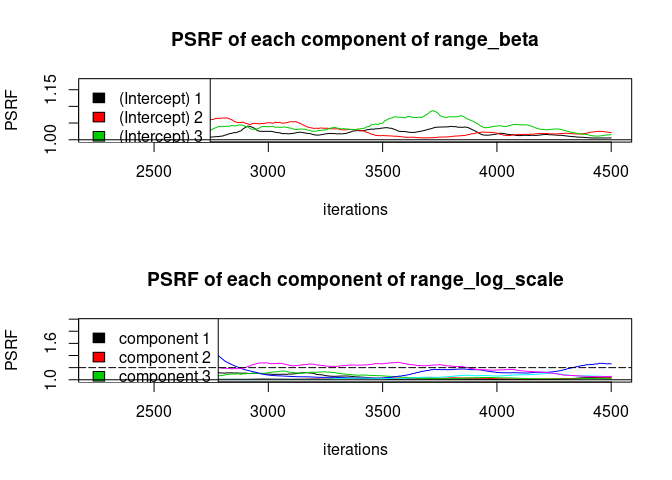 PSRF of each component of range_beta
PSRF
1.00 1.15
(Intercept) 1
(Intercept) 2
(Intercept) 3
2500 3000 3500 4000 4500
iterations
PSRF of each component of range_log_scale
PSRF
1.0 1.6
component 1
component 2
component 3
2500 3000 3500 4000 4500
iterations